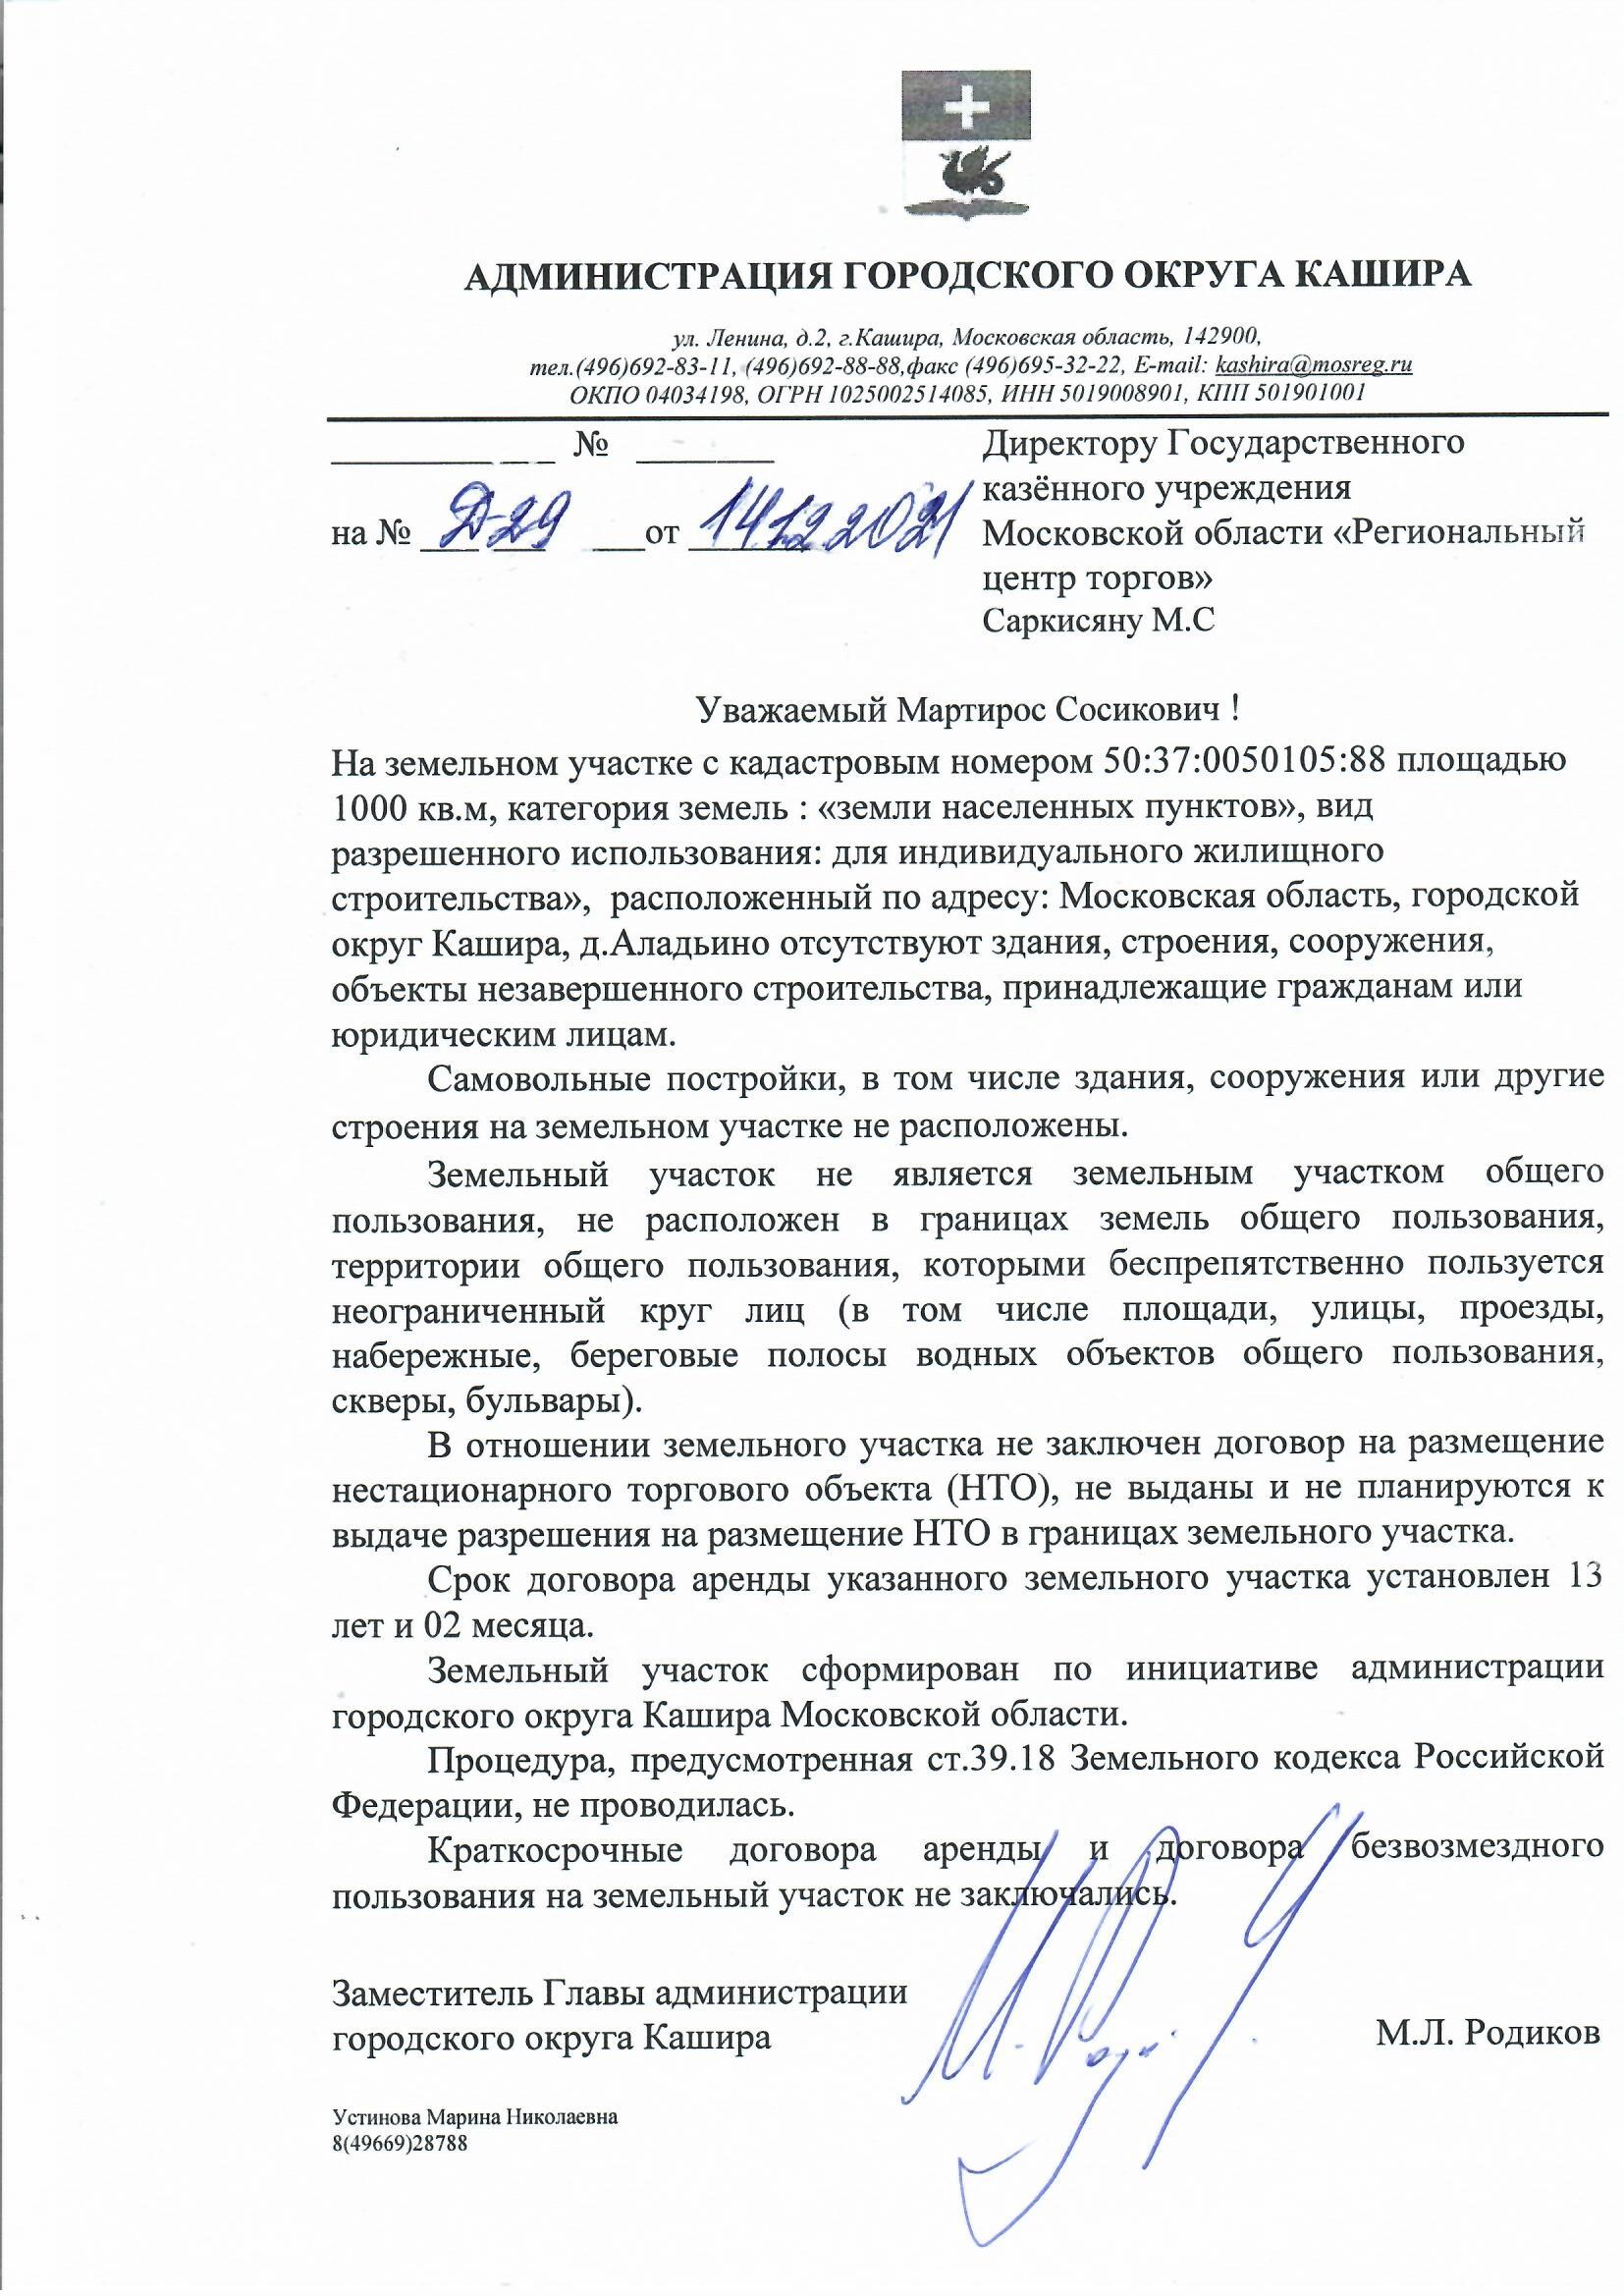 АДМИНИСТРАЦИЯ ГОРОДСКОГО ОКРУГА КАШИРА
ул. Ленина, д.2, г.Кашира, Московская область, 142900,
тел.(496)692-83-11, (496)692-88-88,факс (496)695-32-22, E-mail: kashira@mosreg.ru
ОКПО 04034198, ОГРН 1025002514085, ИНН 5019008901, КПП 501901001
___________ № _______
на № Д-29 от 14.12.2021
Директору Государственного
казённого учреждения
Московской области «Региональный
центр торгов»
Саркисяну М.С
Уважаемый Мартирос Сосикович !
На земельном участке с кадастровым номером 50:37:0050105:88 площадью
1000 кв.м, категория земель : «земли населенных пунктов», вид
разрешенного использования: для индивидуального жилищного
строительства», расположенный по адресу: Московская область, городской
округ Кашира, д.Аладьино отсутствуют здания, строения, сооружения,
объекты незавершенного строительства, принадлежащие гражданам или
юридическим лицам.
Самовольные постройки, в том числе здания, сооружения или другие
строения на земельном участке не расположены.
Земельный участок не является земельным участком общего
пользования, не расположен в границах земель общего пользования,
территории общего пользования, которыми беспрепятственно пользуется
неограниченный круг лиц (в том числе площади, улицы, проезды,
набережные, береговые полосы водных объектов общего пользования,
скверы, бульвары).
В отношении земельного участка не заключен договор на размещение
нестационарного торгового объекта (НТО), не выданы и не планируются к
выдаче разрешения на размещение НТО в границах земельного участка.
Срок договора аренды указанного земельного участка установлен 13
лет и 02 месяца.
Земельный участок сформирован по инициативе администрации
городского округа Кашира Московской области.
Процедура, предусмотренная ст.39.18 Земельного кодекса Российской
Федерации, не проводилась.
Краткосрочные договора аренды и договора безвозмездного
пользования на земельный участок не заключались.
Заместитель Главы администрации
городского округа Кашира
М.Л. Родиков
Устинова Марина Николаевна
8(49669)28788